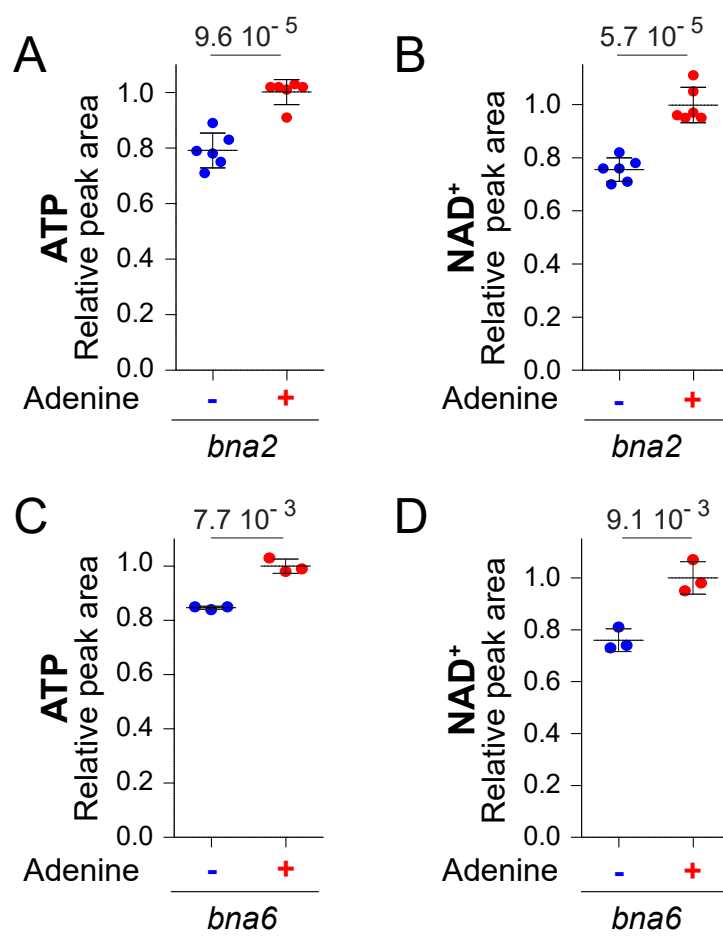 A
9.6 10⁻⁵
ATP
Relative peak area
1.0
0.8
0.6
0.4
0.2
0.0
Adenine - +
bna2
B
5.7 10⁻⁵
NAD⁺
Relative peak area
1.0
0.8
0.6
0.4
0.2
0.0
Adenine - +
bna2
C
7.7 10⁻³
ATP
Relative peak area
1.0
0.8
0.6
0.4
0.2
0.0
Adenine - +
bna6
D
9.1 10⁻³
NAD⁺
Relative peak area
1.0
0.8
0.6
0.4
0.2
0.0
Adenine - +
bna6